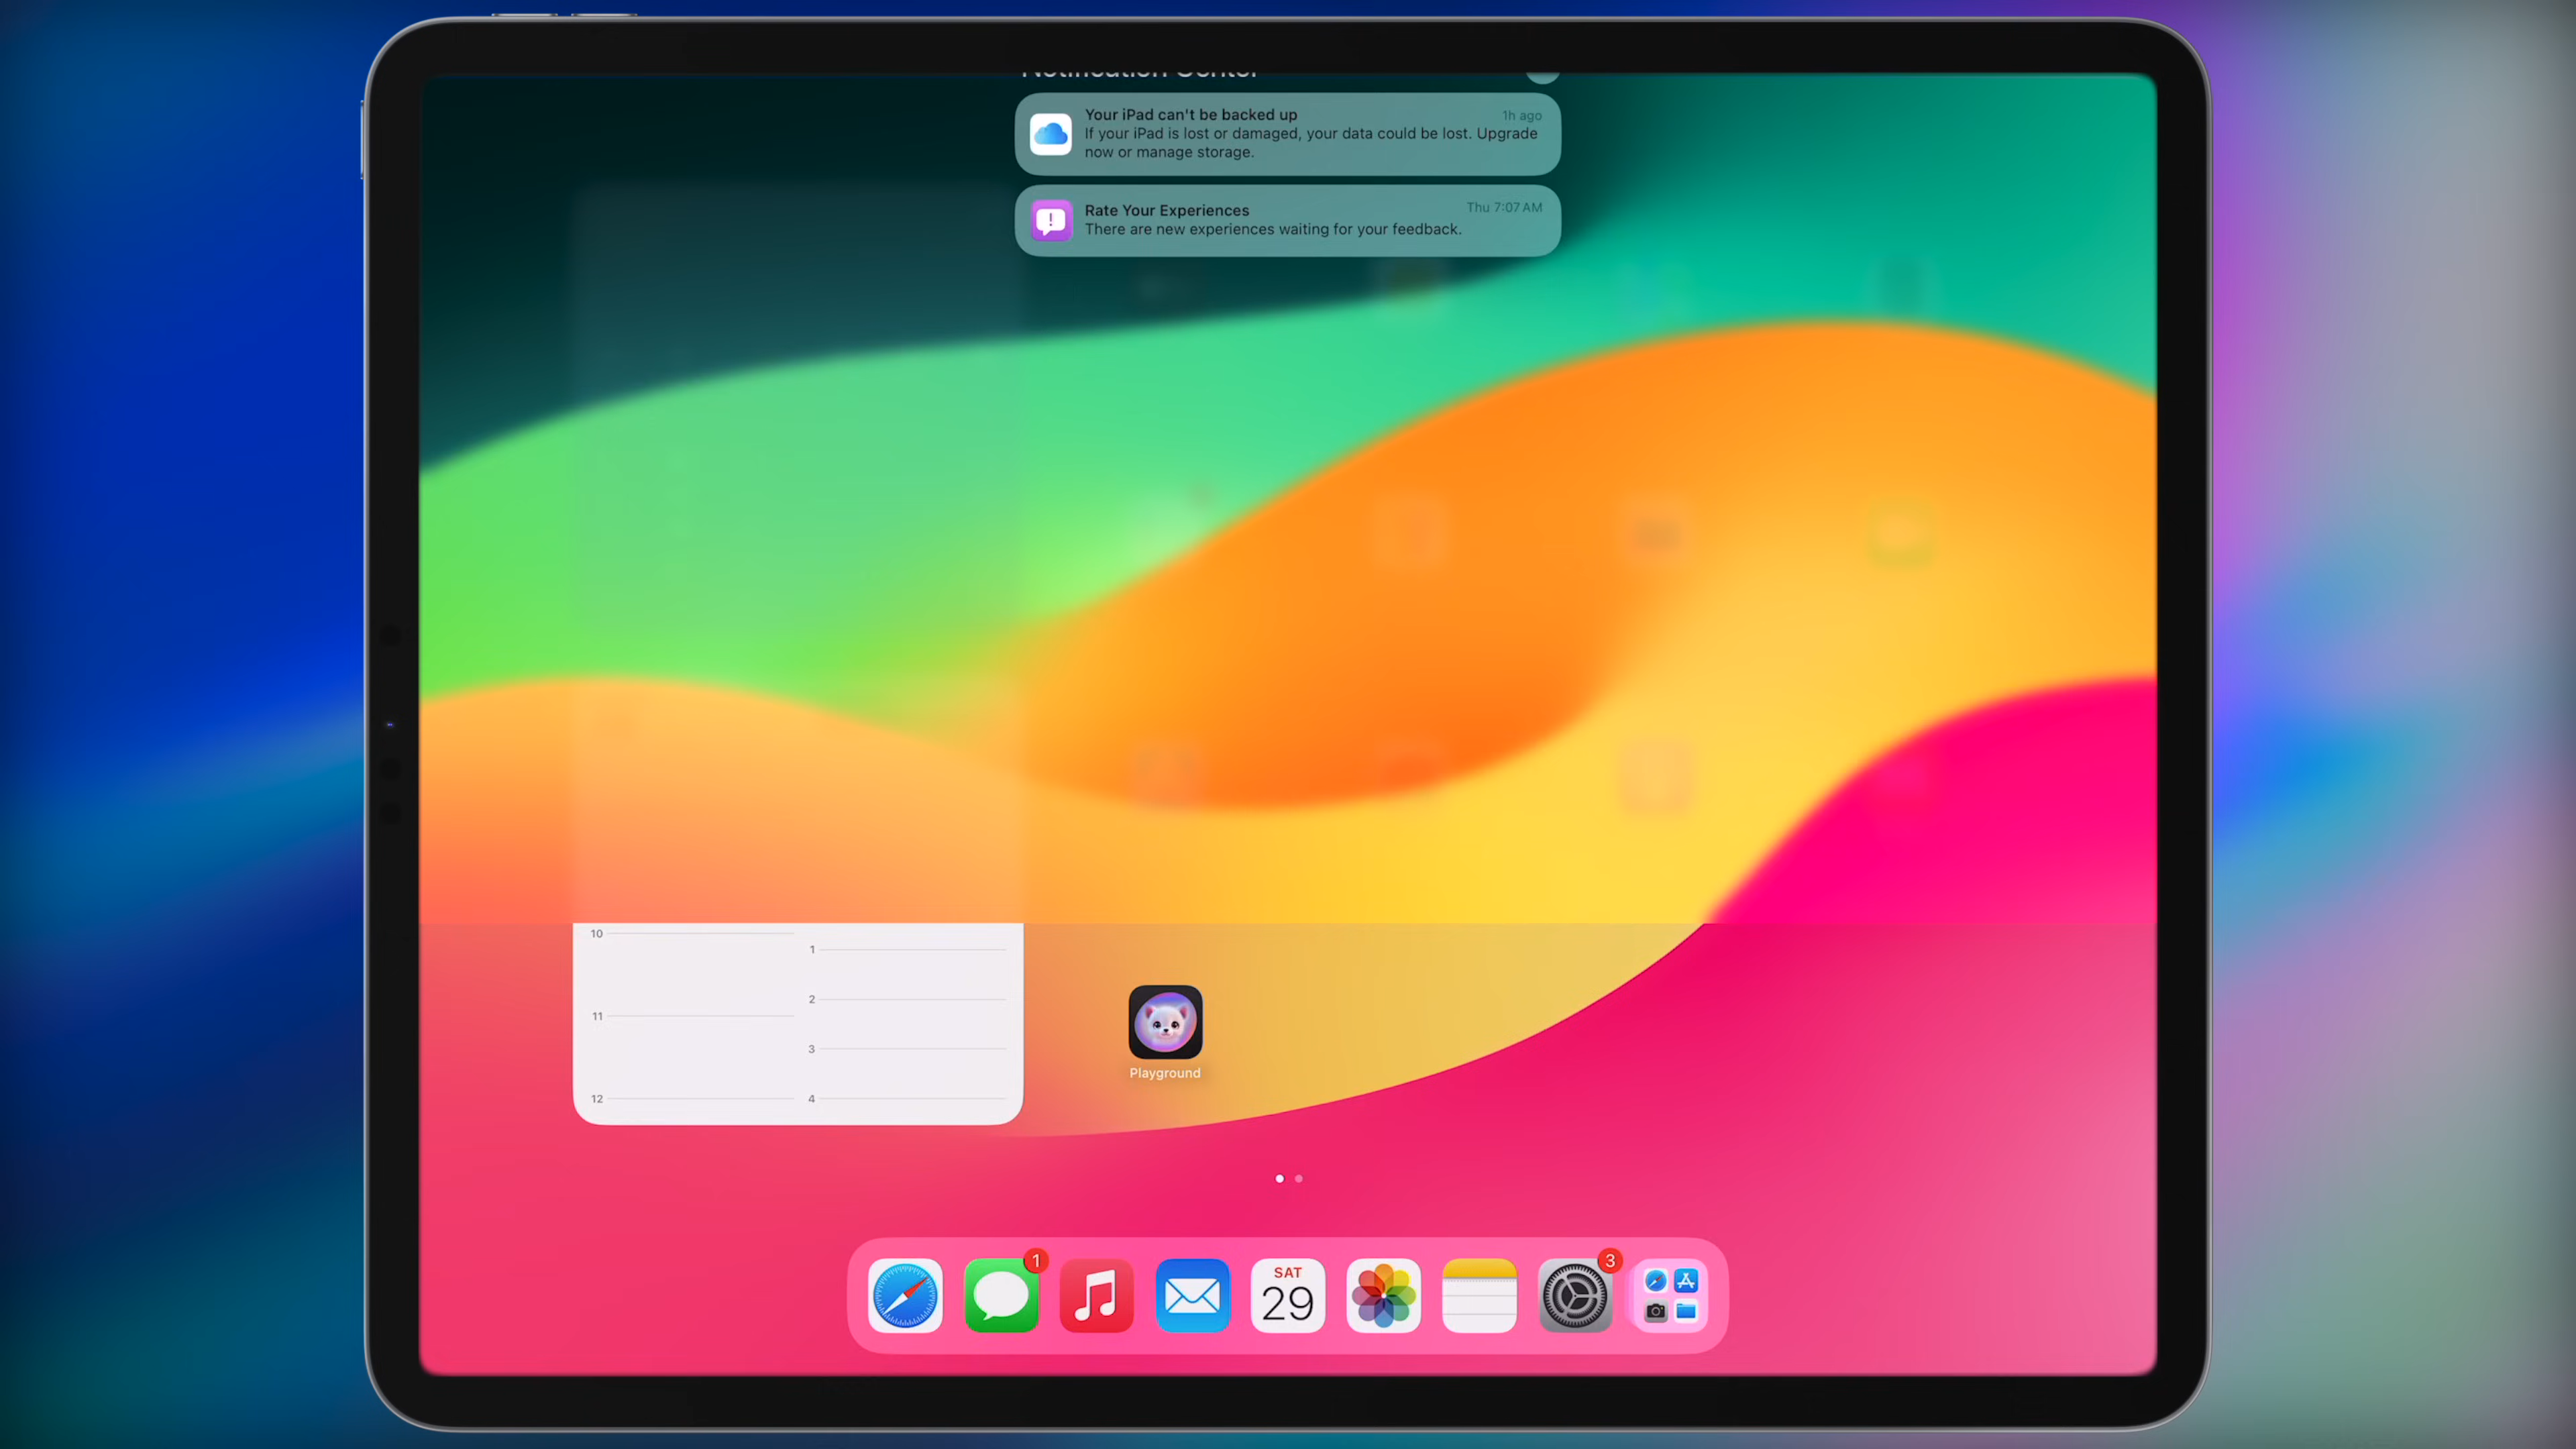 Notification Center
Your iPad can't be backed up
1h ago
If your iPad is lost or damaged, your data could be lost. Upgrade
now or manage storage.
Rate Your Experiences
Thu 7:07 AM
There are new experiences waiting for your feedback.
10
1
2
11
3
12
4
Playground
1
3
SAT
29